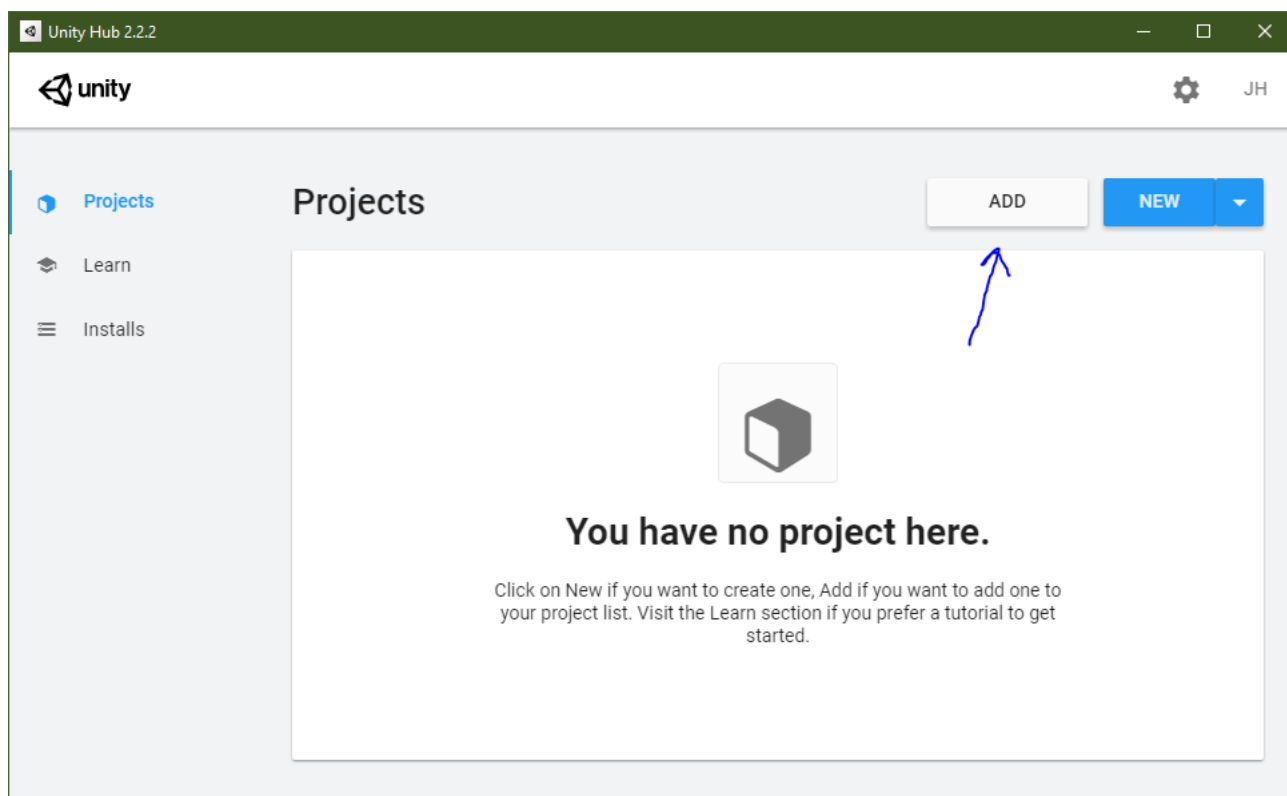 Unity Hub 2.2.2
unity
JH
Projects
Projects
ADD
NEW
Learn
Installs
You have no project here.
Click on New if you want to create one, Add if you want to add one to
your project list. Visit the Learn section if you prefer a tutorial to get
started.